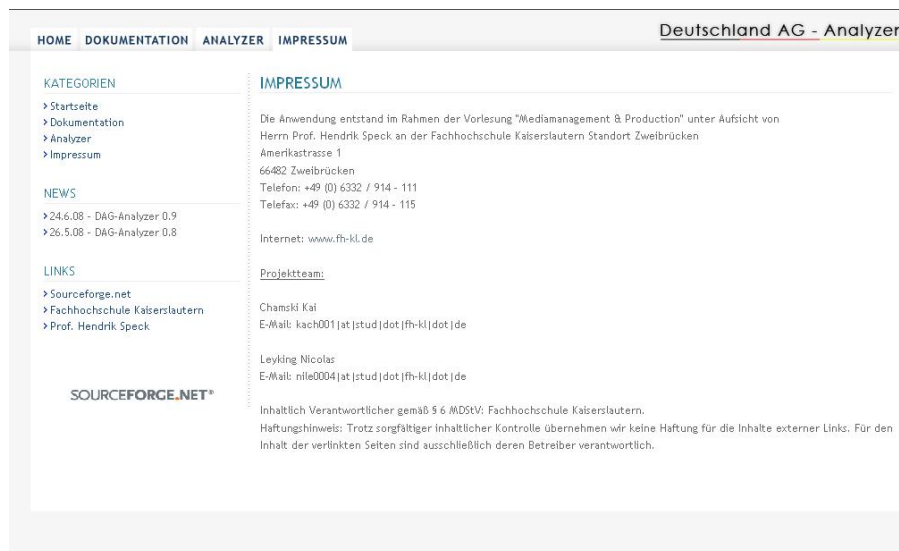 HOME DOKUMENTATION ANALYZER IMPRESSUM
Deutschland AG - Analyzer
KATEGORIEN
Startseite
Dokumentation
Analyzer
Impressum
NEWS
24.6.08 - DAG-Analyzer 0.9
26.5.08 - DAG-Analyzer 0.8
LINKS
Sourceforge.net
Fachhochschule Kaiserslautern
Prof. Hendrik Speck
SOURCEFORGE.NET®
IMPRESSUM
Die Anwendung entstand im Rahmen der Vorlesung "Mediamanagement & Production" unter Aufsicht von
Herrn Prof. Hendrik Speck an der Fachhochschule Kaiserslautern Standort Zweibrücken
Amerikastrasse 1
66482 Zweibrücken
Telefon: +49 (0) 6332 / 914 - 111
Telefax: +49 (0) 6332 / 914 - 115
Internet: www.fh-kl.de
Projektteam:
Chamski Kai
E-Mail: kach001|at|stud|dot|fh-kl|dot|de
Leyking Nicolas
E-Mail: nile0004|at|stud|dot|fh-kl|dot|de
Inhaltlich Verantwortlicher gemäß § 6 MDStV: Fachhochschule Kaiserslautern.
Haftungshinweis: Trotz sorgfältiger inhaltlicher Kontrolle übernehmen wir keine Haftung für die Inhalte externer Links. Für den
Inhalt der verlinkten Seiten sind ausschließlich deren Betreiber verantwortlich.